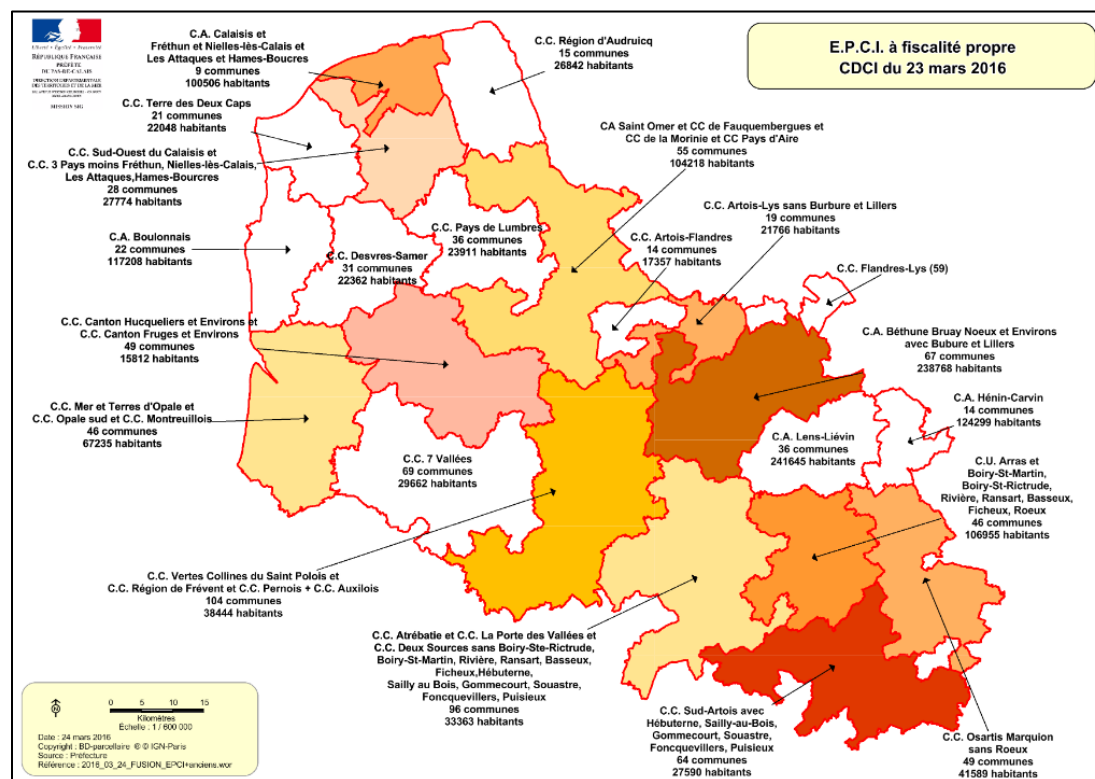 Liberté • Égalité • Fraternité
RÉPUBLIQUE FRANÇAISE
PRÉFÈTE
DU PAS-DE-CALAIS
MISSION SIG
E.P.C.I. à fiscalité propre
CDCI du 23 mars 2016
C.A. Calaisis et
Fréthun et Nielles-lès-Calais et
Les Attaques et Hames-Boucres
9 communes
100506 habitants
C.C. Région d'Audruicq
15 communes
26842 habitants
C.C. Terre des Deux Caps
21 communes
22048 habitants
CA Saint Omer et CC de Fauquembergues et
CC de la Morinie et CC Pays d'Aire
55 communes
104218 habitants
C.C. Sud-Ouest du Calaisis et
C.C. 3 Pays moins Fréthun, Nielles-lès-Calais,
Les Attaques,Hames-Bourcres
28 communes
27774 habitants
C.C. Artois-Lys sans Burbure et Lillers
19 communes
21766 habitants
C.A. Boulonnais
22 communes
117208 habitants
C.C. Desvres-Samer
31 communes
22362 habitants
C.C. Pays de Lumbres
36 communes
23911 habitants
C.C. Artois-Flandres
14 communes
17357 habitants
C.C. Flandres-Lys (59)
C.C. Canton Hucqueliers et Environs et
C.C. Canton Fruges et Environs
49 communes
15812 habitants
C.A. Béthune Bruay Noeux et Environs
avec Bubure et Lillers
67 communes
238768 habitants
C.C. Mer et Terres d'Opale et
C.C. Opale sud et C.C. Montreuillois
46 communes
67235 habitants
C.A. Hénin-Carvin
14 communes
124299 habitants
C.A. Lens-Liévin
36 communes
241645 habitants
C.C. 7 Vallées
69 communes
29662 habitants
C.U. Arras et
Boiry-St-Martin,
Boiry-St-Rictrude,
Rivière, Ransart, Basseux,
Ficheux, Roeux
46 communes
106955 habitants
C.C. Vertes Collines du Saint Polois et
C.C. Région de Frévent et C.C. Pernois + C.C. Auxilois
104 communes
38444 habitants
C.C. Atrébatie et C.C. La Porte des Vallées et
C.C. Deux Sources sans Boiry-Ste-Rictrude,
Boiry-St-Martin, Rivière, Ransart, Basseux,
Ficheux,Hébuterne,
Sailly au Bois, Gommecourt, Souastre,
Foncquevillers, Puisieux
96 communes
33363 habitants
C.C. Sud-Artois avec
Hébuterne, Sailly-au-Bois,
Gommecourt, Souastre,
Foncquevillers, Puisieux
64 communes
27590 habitants
C.C. Osartis Marquion
sans Roeux
49 communes
41589 habitants
0 5 10 15
Kilomètres
Echelle : 1 / 600 000
Date : 24 mars 2016
Copyright : BD-parcellaire ® © IGN-Paris
Source : Préfecture
Référence : 2016_03_24_FUSION_EPCI+anciens.wor